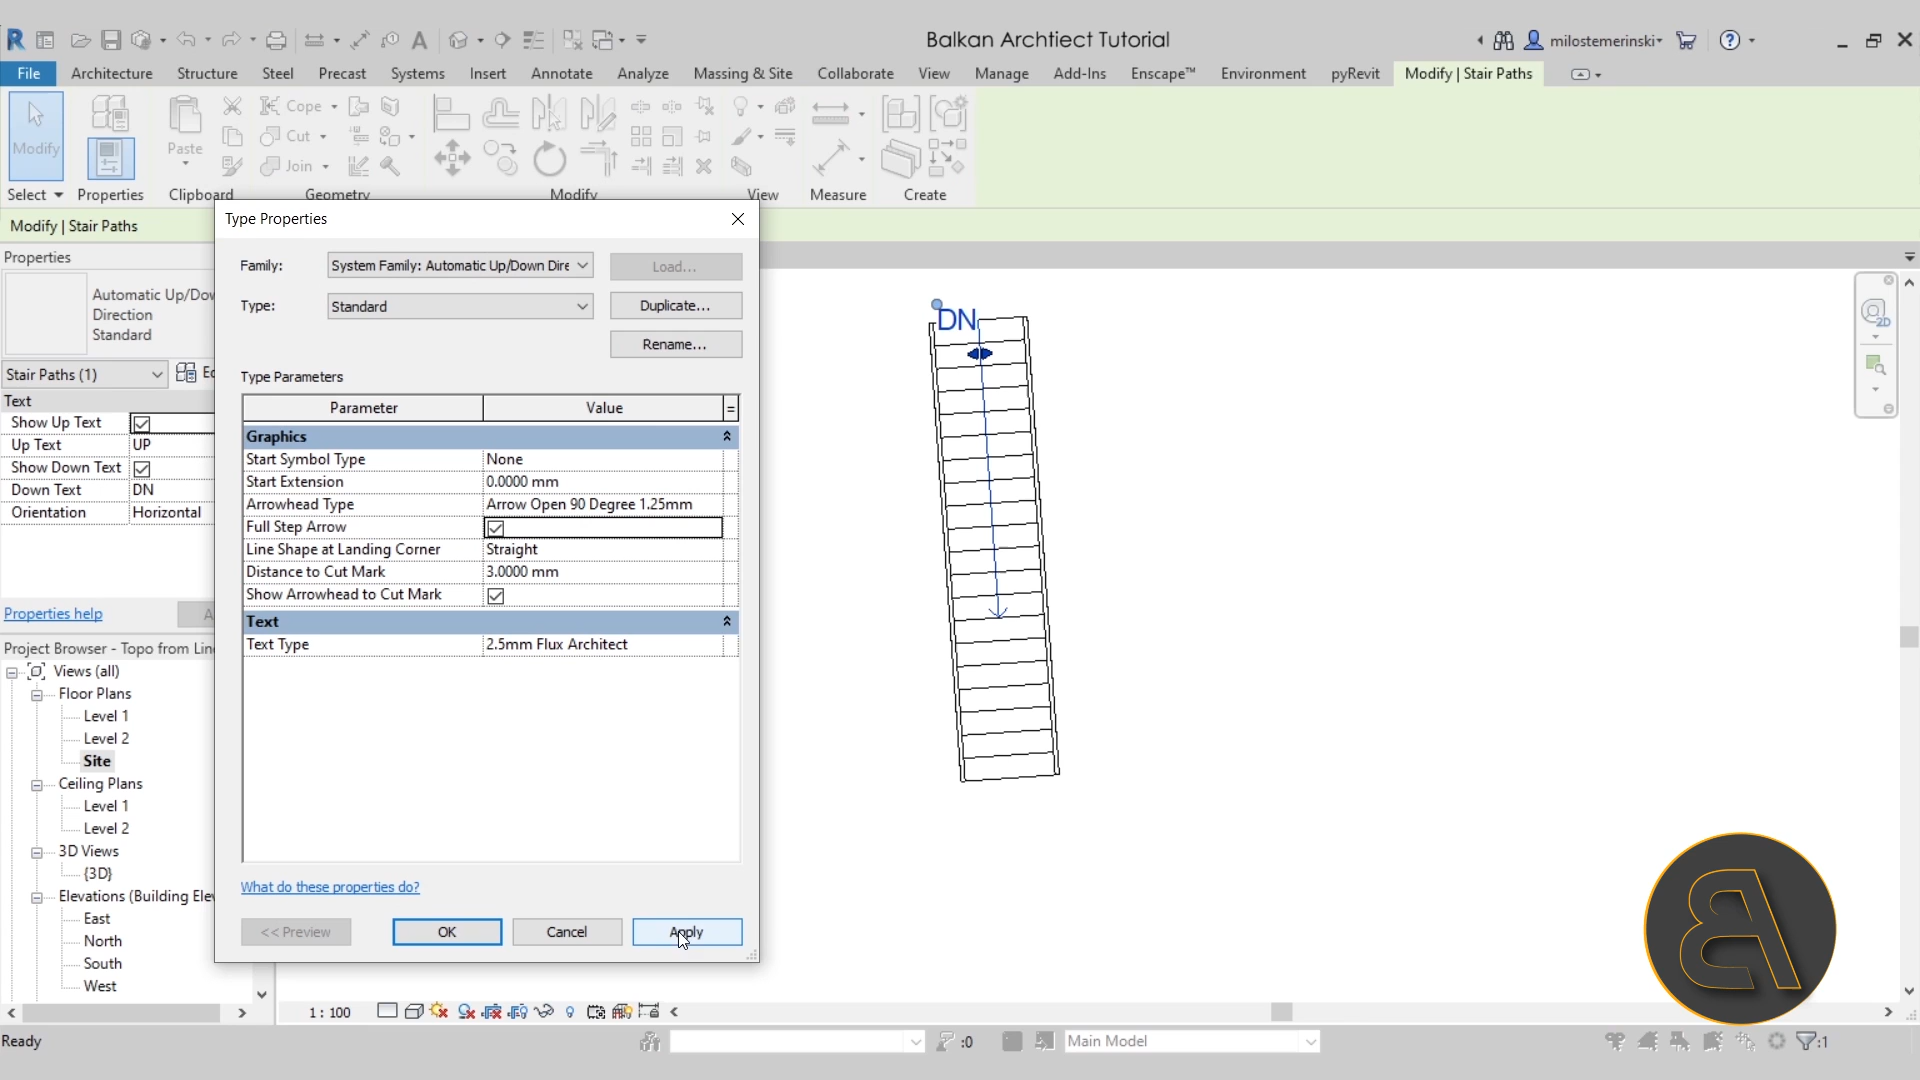 Balkan Archtiect Tutorial
milostemerinski
File Architecture Structure Steel Precast Systems Insert Annotate Analyze Massing & Site Collaborate View Manage Add-Ins Enscape™ Environment pyRevit Modify | Stair Paths
Modify Paste Cope Cut Join
Select Properties Clipboard Geometry Modify View Measure Create
Modify | Stair Paths
Properties
Automatic Up/Dow
Direction
Standard
Stair Paths (1)
Text
Show Up Text
Up Text UP
Show Down Text
Down Text DN
Orientation Horizontal
Properties help
Project Browser - Topo from Lin
Views (all)
Floor Plans
Level 1
Level 2
Site
Ceiling Plans
Level 1
Level 2
3D Views
{3D}
Elevations (Building Ele
East
North
South
West
Type Properties
Family: System Family: Automatic Up/Down Dire Load...
Type: Standard Duplicate...
Rename...
Type Parameters
Parameter Value =
Graphics
Start Symbol Type None
Start Extension 0.0000 mm
Arrowhead Type Arrow Open 90 Degree 1.25mm
Full Step Arrow
Line Shape at Landing Corner Straight
Distance to Cut Mark 3.0000 mm
Show Arrowhead to Cut Mark
Text
Text Type 2.5mm Flux Architect
What do these properties do?
<< Preview OK Cancel Apply
DN
2D
1 : 100
Ready :0 Main Model :1